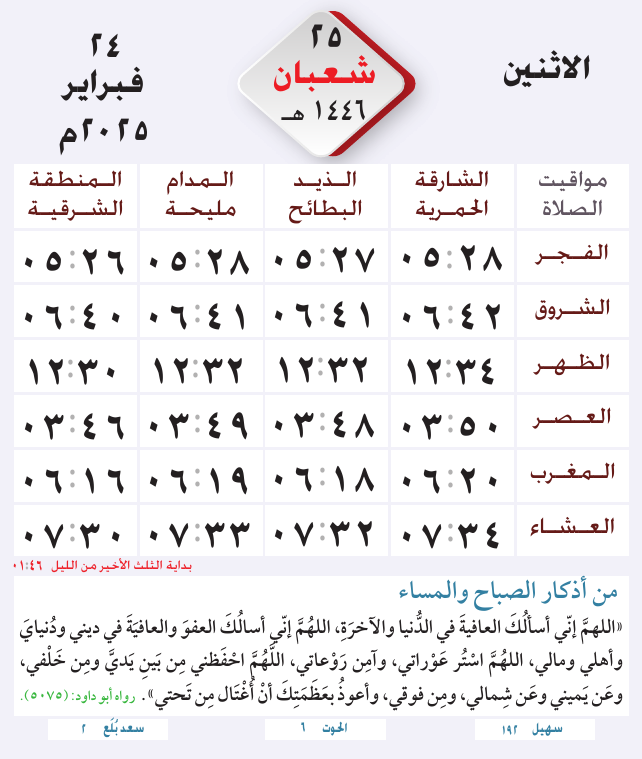 الاثنين
٢٥
شعبان
١٤٤٦ هـ
٢٤
فبراير
٢٠٢٥م
مواقيت الصلاة | الشارقة الحمرية | الذيد البطائح | المدام مليحة | المنطقة الشرقية
الفجر ٠٥:٢٨ ٠٥:٢٧ ٠٥:٢٨ ٠٥:٢٦
الشروق ٠٦:٤٢ ٠٦:٤١ ٠٦:٤١ ٠٦:٤٠
الظهر ١٢:٣٤ ١٢:٣٢ ١٢:٣٢ ١٢:٣٠
العصر ٠٣:٥٠ ٠٣:٤٨ ٠٣:٤٩ ٠٣:٤٦
المغرب ٠٦:٢٠ ٠٦:١٨ ٠٦:١٩ ٠٦:١٦
العشاء ٠٧:٣٤ ٠٧:٣٢ ٠٧:٣٣ ٠٧:٣٠
بداية الثلث الأخير من الليل ٠١:٤٦
من أذكار الصباح والمساء
«اللهمَّ إنّي أسألُكَ العافيةَ في الدُّنيا والآخرَةِ، اللهُمَّ إنّي أسالُكَ العفوَ والعافيَةَ في ديني ودُنيايَ
وأهلي ومالي، اللهُمَّ اسْتُر عَوْراتي، وآمِن رَوْعاتي، اللَّهُمَّ احْفَظني مِن بَينِ يَديَّ ومِن خَلْفي،
وعَن يَميني وعَن شِمالي، ومِن فوقي، وأعوذُ بعَظَمَتِكَ أنْ أُغْتَال مِن تَحتي». رواه أبو داود: (٥٠٧٥).
سهيل ١٩٢
الحوت ٦
سعد بُلَع ٢